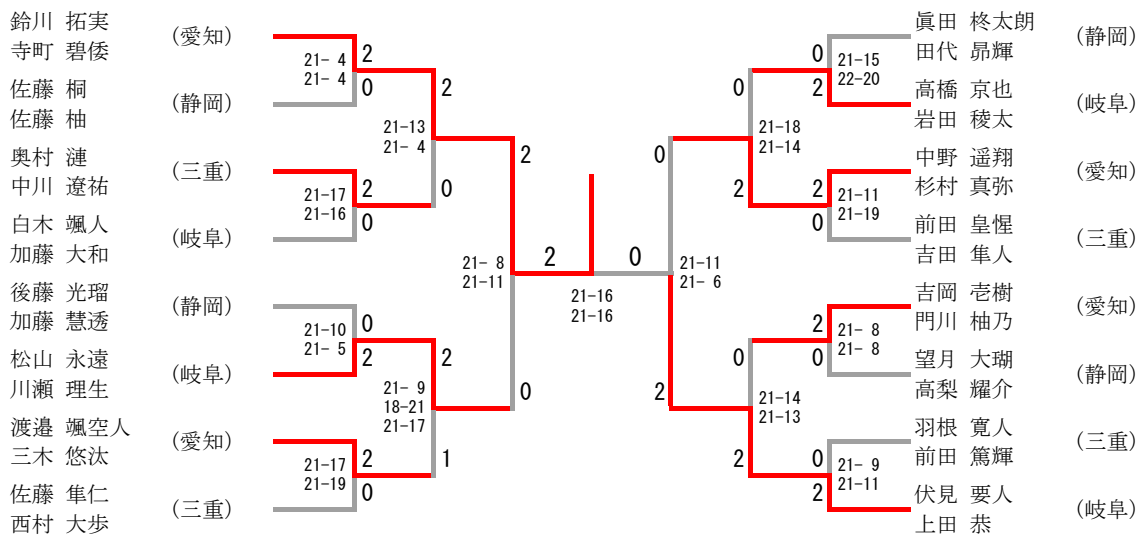 鈴川 拓実
寺町 碧倭
(愛知)
2
21- 4
21- 4
0
佐藤 桐
佐藤 柚
(静岡)
2
21-13
21- 4
0
奥村 漣
中川 遼祐
(三重)
2
21-17
21-16
0
白木 颯人
加藤 大和
(岐阜)
2
21- 8
21-11
0
後藤 光瑠
加藤 慧透
(静岡)
0
21-10
21- 5
2
松山 永遠
川瀬 理生
(岐阜)
2
21- 9
18-21
21-17
1
渡邉 颯空人
三木 悠汰
(愛知)
2
21-17
21-19
0
佐藤 隼仁
西村 大歩
(三重)
2
0
21-16
21-16
眞田 柊太朗
田代 昴輝
(静岡)
0
21-15
22-20
2
高橋 京也
岩田 稜太
(岐阜)
0
21-18
21-14
2
中野 遥翔
杉村 真弥
(愛知)
2
21-11
21-19
0
前田 皇惺
吉田 隼人
(三重)
0
21-11
21- 6
2
吉岡 壱樹
門川 柚乃
(愛知)
2
21- 8
21- 8
0
望月 大瑚
高梨 耀介
(静岡)
0
21-14
21-13
2
羽根 寛人
前田 篤輝
(三重)
0
21- 9
21-11
2
伏見 要人
上田 恭
(岐阜)